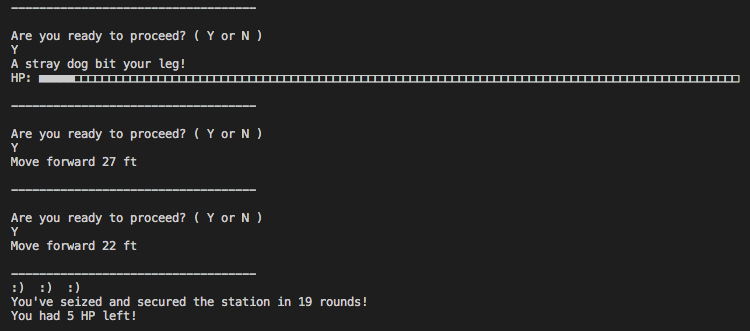 -----------------------------------
Are you ready to proceed? ( Y or N )
Y
A stray dog bit your leg!
HP: ■■■■■□□□□□□□□□□□□□□□□□□□□□□□□□□□□□□□□□□□□□□□□□□□□□□□□□□□□□□□□□□□□□□□□□□□□□□□□□□□□□□□□□□□□□□□□□□□□□□□
-----------------------------------
Are you ready to proceed? ( Y or N )
Y
Move forward 27 ft
-----------------------------------
Are you ready to proceed? ( Y or N )
Y
Move forward 22 ft
-----------------------------------
:)  :)  :)
You've seized and secured the station in 19 rounds!
You had 5 HP left!